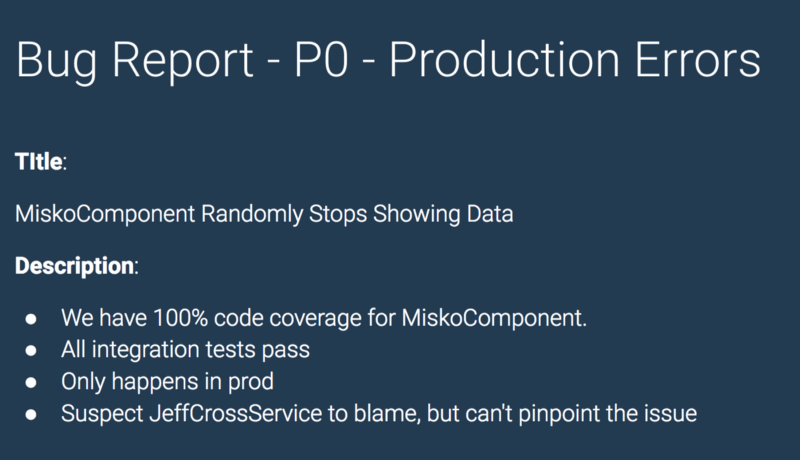 Bug Report - P0 - Production Errors
TItle:
MiskoComponent Randomly Stops Showing Data
Description:
● We have 100% code coverage for MiskoComponent.
● All integration tests pass
● Only happens in prod
● Suspect JeffCrossService to blame, but can't pinpoint the issue